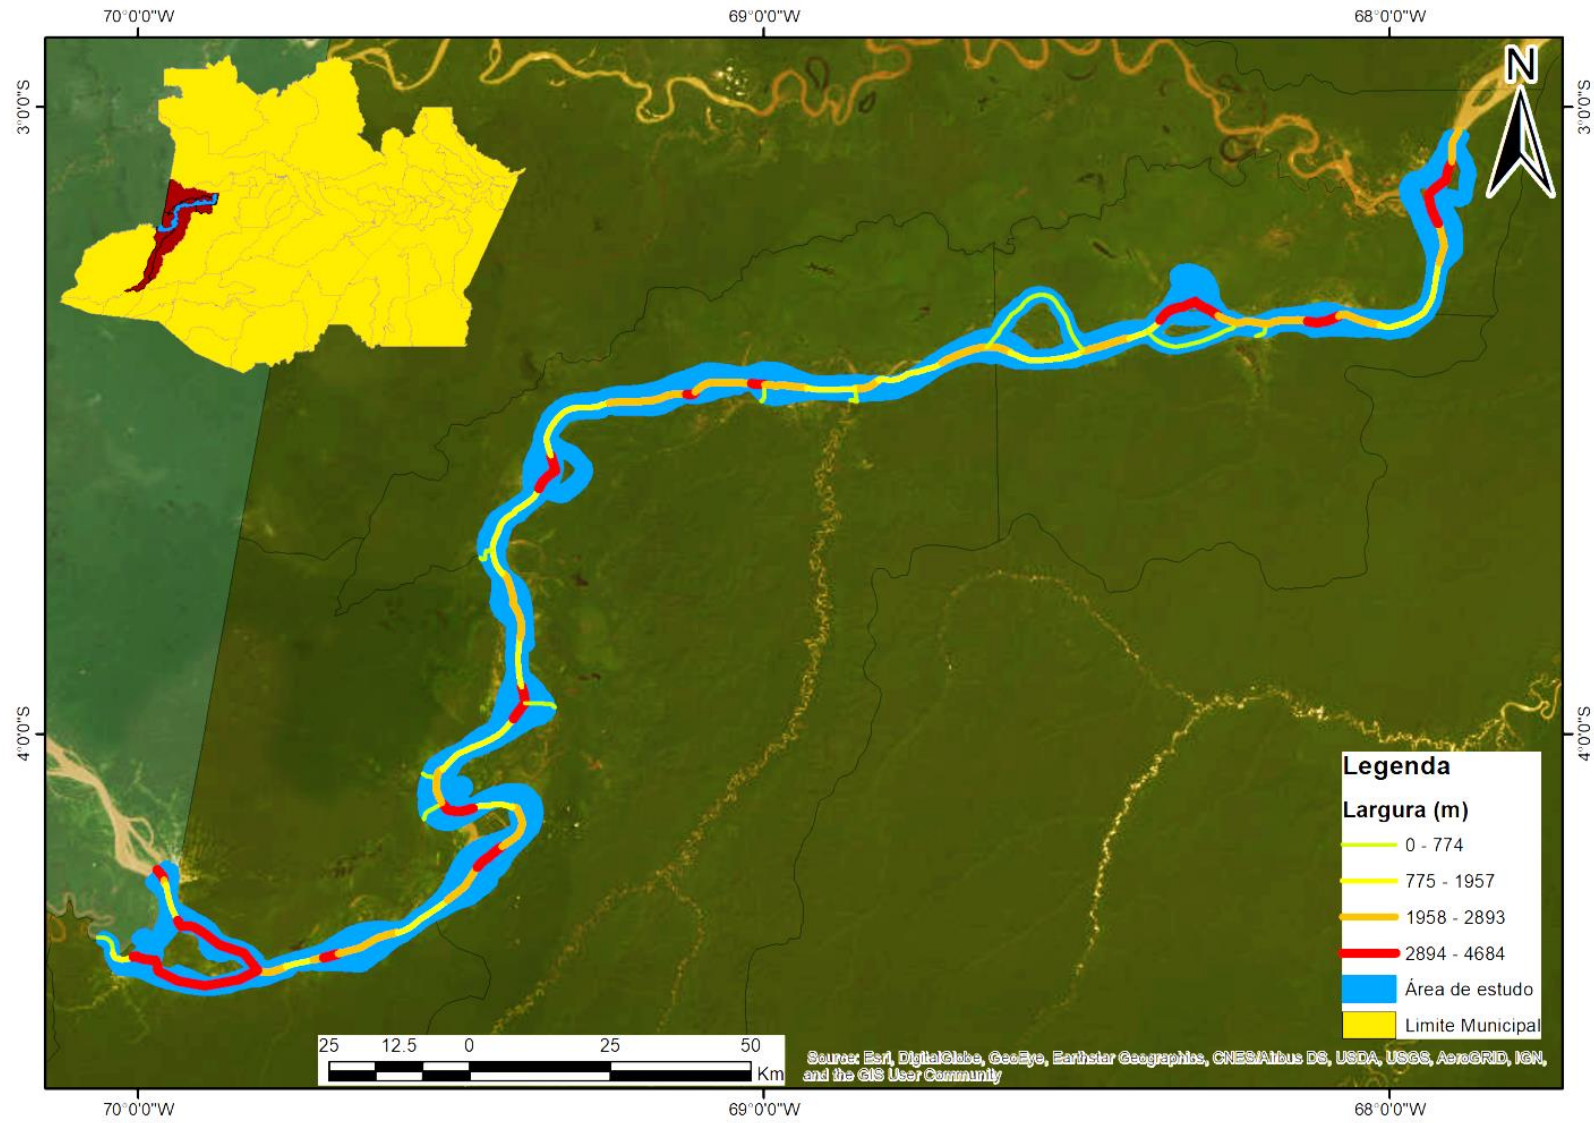 70°0'0"W 69°0'0"W 68°0'0"W
N
3°0'0"S 3°0'0"S
4°0'0"S 4°0'0"S
Legenda
Largura (m)
0 - 774
775 - 1957
1958 - 2893
2894 - 4684
Área de estudo
Limite Municipal
25 12.5 0 25 50
Km
Source: Esri, DigitalGlobe, GeoEye, Earthstar Geographics, CNES/Airbus DS, USDA, USGS, AeroGRID, IGN,
and the GIS User Community
70°0'0"W 69°0'0"W 68°0'0"W